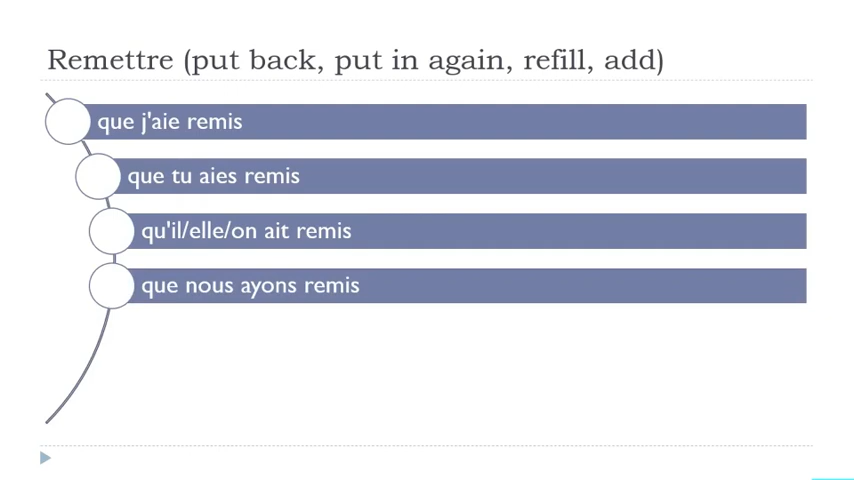 Remettre (put back, put in again, refill, add)
que j'aie remis
que tu aies remis
qu'il/elle/on ait remis
que nous ayons remis